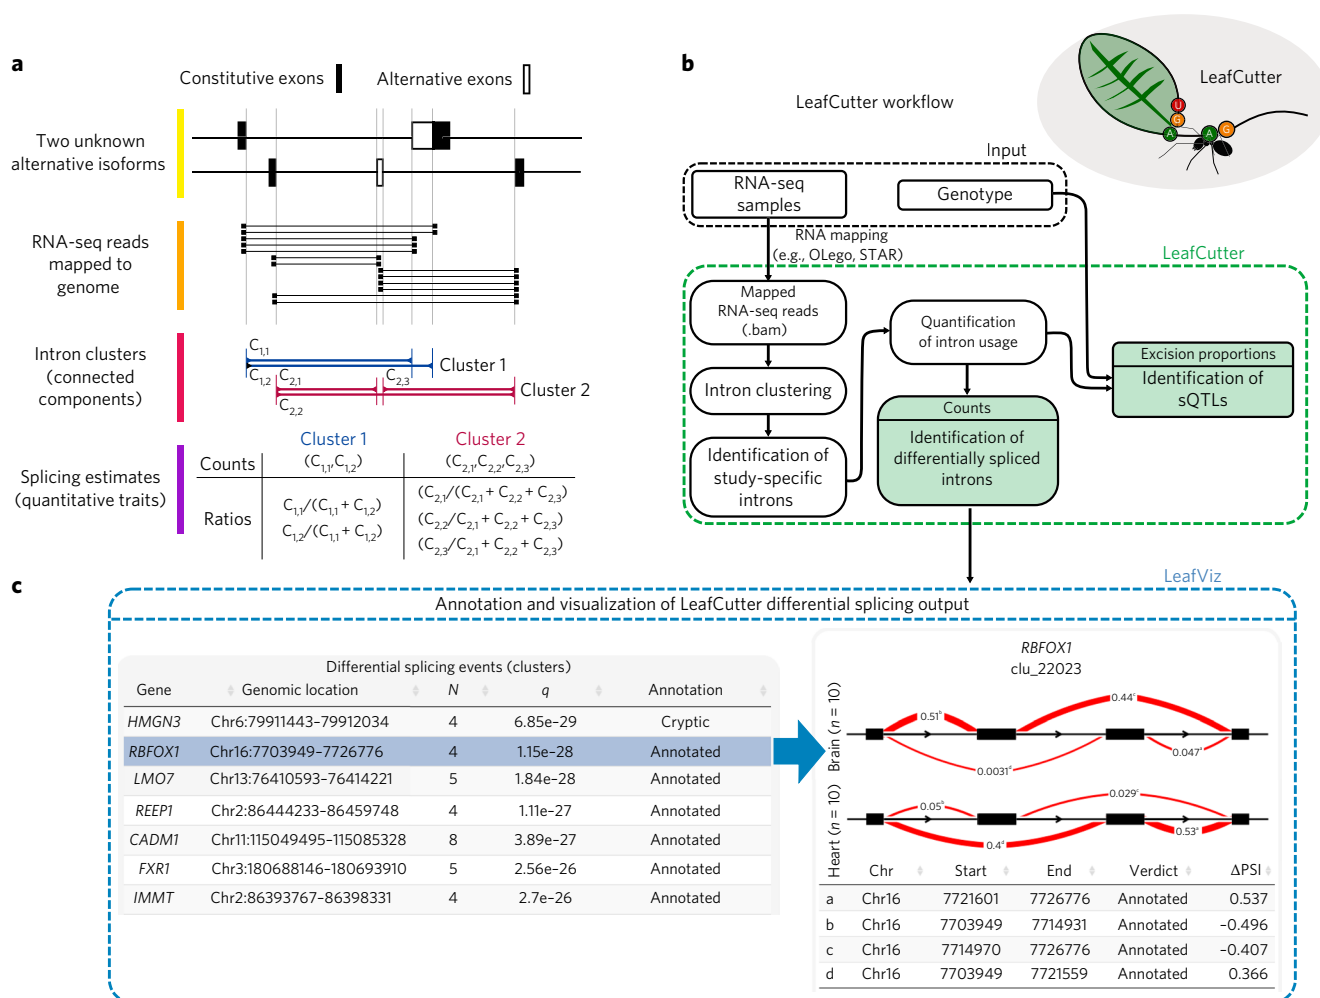 a
Constitutive exons
Alternative exons
Two unknown
alternative isoforms
RNA-seq reads
mapped to
genome
Intron clusters
(connected
components)
C1,1
C1,2
C2,1
C2,3
C2,2
Cluster 1
Cluster 2
Splicing estimates
(quantitative traits)
Cluster 1
Cluster 2
Counts
(C1,1,C1,2)
(C2,1,C2,2,C2,3)
Ratios
C1,1/(C1,1 + C1,2)
C1,2/(C1,1 + C1,2)
(C2,1/(C2,1 + C2,2 + C2,3)
(C2,2/C2,1 + C2,2 + C2,3)
(C2,3/C2,1 + C2,2 + C2,3)
b
LeafCutter workflow
LeafCutter
U
G
A
A
G
Input
RNA-seq
samples
Genotype
RNA mapping
(e.g., OLego, STAR)
LeafCutter
Mapped
RNA-seq reads
(.bam)
Intron clustering
Identification of
study-specific
introns
Quantification
of intron usage
Counts
Identification of
differentially spliced
introns
Excision proportions
Identification of
sQTLs
c
LeafViz
Annotation and visualization of LeafCutter differential splicing output
Differential splicing events (clusters)
Gene Genomic location N q Annotation
HMGN3 Chr6:79911443–79912034 4 6.85e–29 Cryptic
RBFOX1 Chr16:7703949–7726776 4 1.15e–28 Annotated
LMO7 Chr13:76410593–76414221 5 1.84e–28 Annotated
REEP1 Chr2:86444233–86459748 4 1.11e–27 Annotated
CADM1 Chr11:115049495–115085328 8 3.89e–27 Annotated
FXR1 Chr3:180688146–180693910 5 2.56e–26 Annotated
IMMT Chr2:86393767–86398331 4 2.7e–26 Annotated
RBFOX1
clu_22023
Brain (n = 10)
0.51b
0.44c
0.0031d
0.047a
Heart (n = 10)
0.05b
0.029c
0.4d
0.53a
Chr Start End Verdict ΔPSI
a Chr16 7721601 7726776 Annotated 0.537
b Chr16 7703949 7714931 Annotated –0.496
c Chr16 7714970 7726776 Annotated –0.407
d Chr16 7703949 7721559 Annotated 0.366